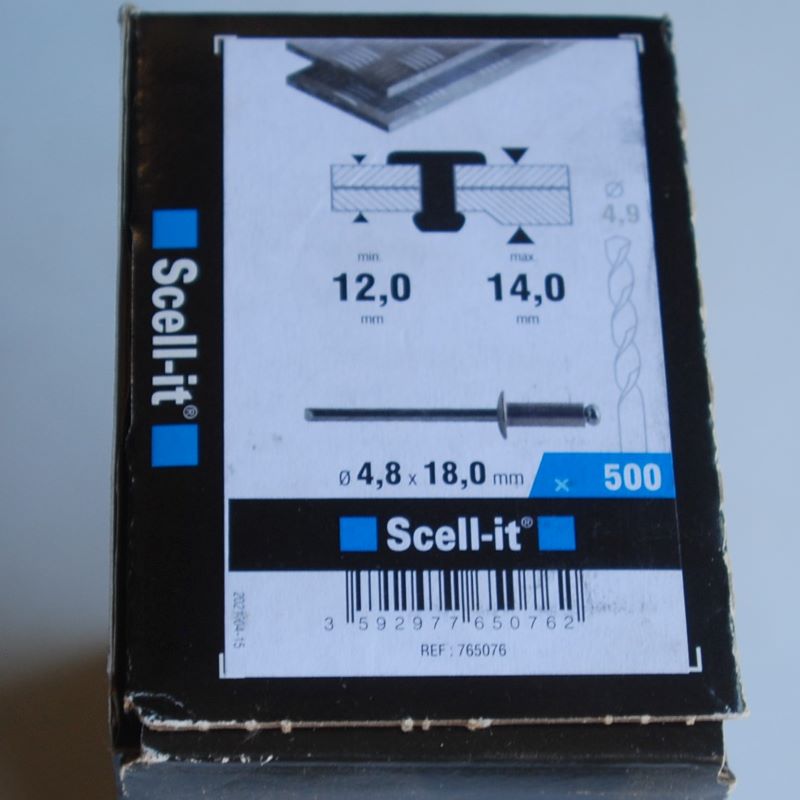 Ø
4,9
min.
max.
12,0
14,0
mm
mm
Scell-it®
Ø 4,8 x 18,0 mm
x 500
Scell-it®
3 592977 650762
REF : 765076